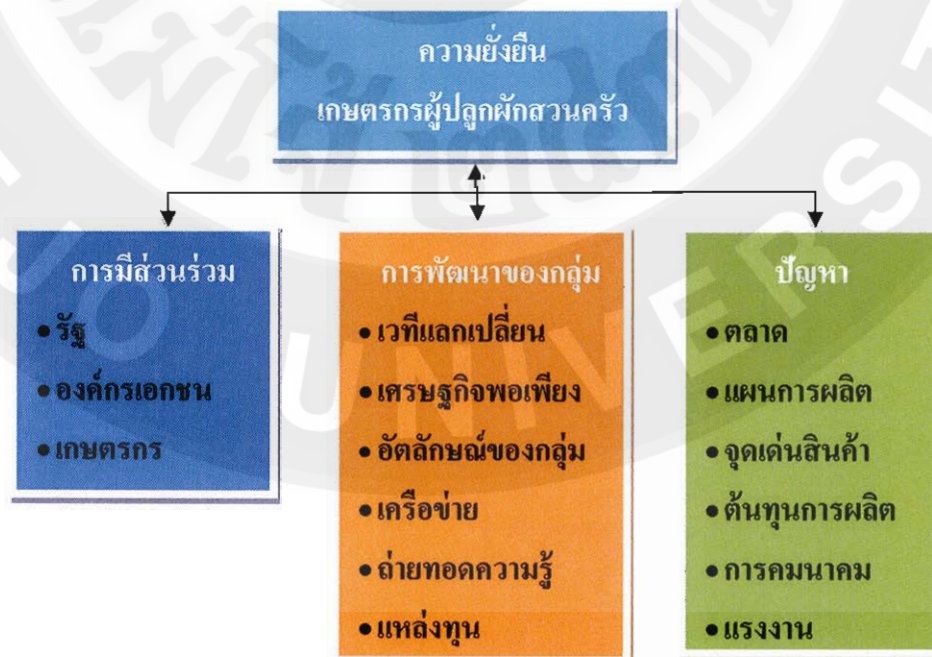 ความยั่งยืน
เกษตรกรผู้ปลูกผักสวนครัว
การมีส่วนร่วม
• รัฐ
• องค์กรเอกชน
• เกษตรกร
การพัฒนาของกลุ่ม
• เวทีแลกเปลี่ยน
• เศรษฐกิจพอเพียง
• อัตลักษณ์ของกลุ่ม
• เครือข่าย
• ถ่ายทอดความรู้
• แหล่งทุน
ปัญหา
• ตลาด
• แผนการผลิต
• จุดเด่นสินค้า
• ต้นทุนการผลิต
• การคมนาคม
• แรงงาน